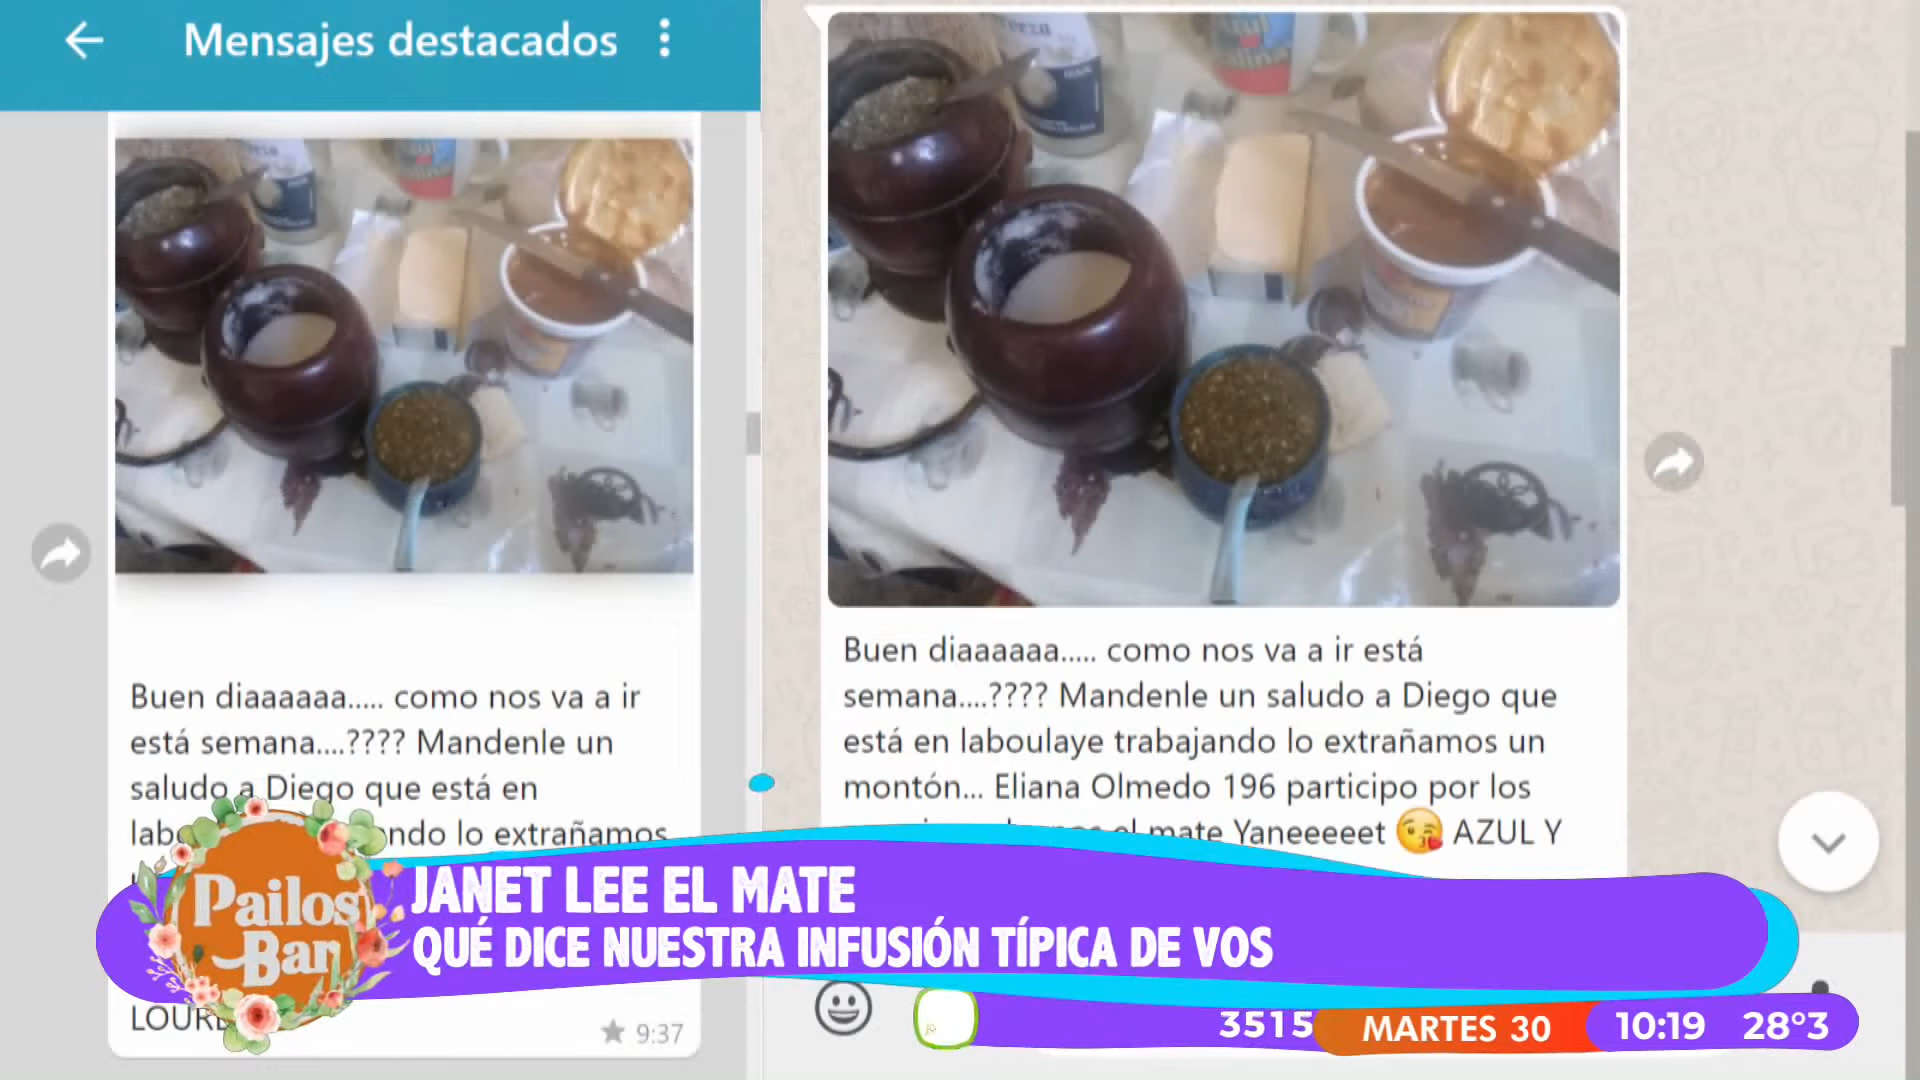 Mensajes destacados
Buen diaaaaaa..... como nos va a ir
está semana....???? Mandenle un
saludo a Diego que está en
ndo lo extrañamos
LOURD
9:37
Buen diaaaaaa..... como nos va a ir está
semana....???? Mandenle un saludo a Diego que
está en laboulaye trabajando lo extrañamos un
montón... Eliana Olmedo 196 participo por los
el mate Yaneeeeet 😘 AZUL Y
Pailos
Bar
JANET LEE EL MATE
QUÉ DICE NUESTRA INFUSIÓN TÍPICA DE VOS
3515
MARTES 30
10:19
28°3